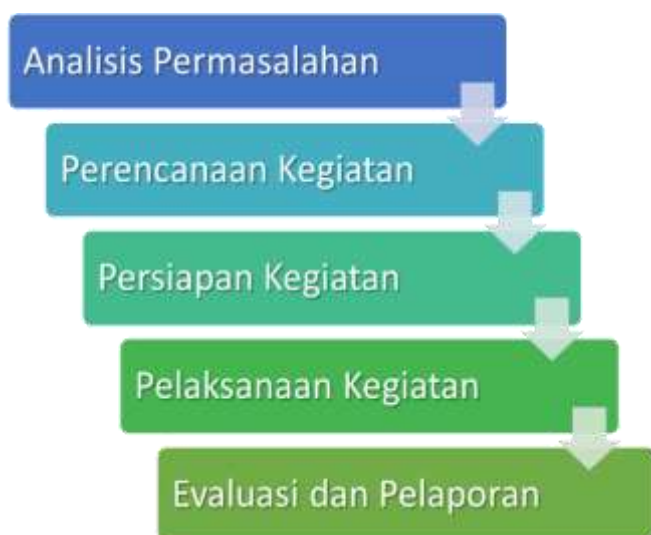 Analisis Permasalahan
Perencanaan Kegiatan
Persiapan Kegiatan
Pelaksanaan Kegiatan
Evaluasi dan Pelaporan